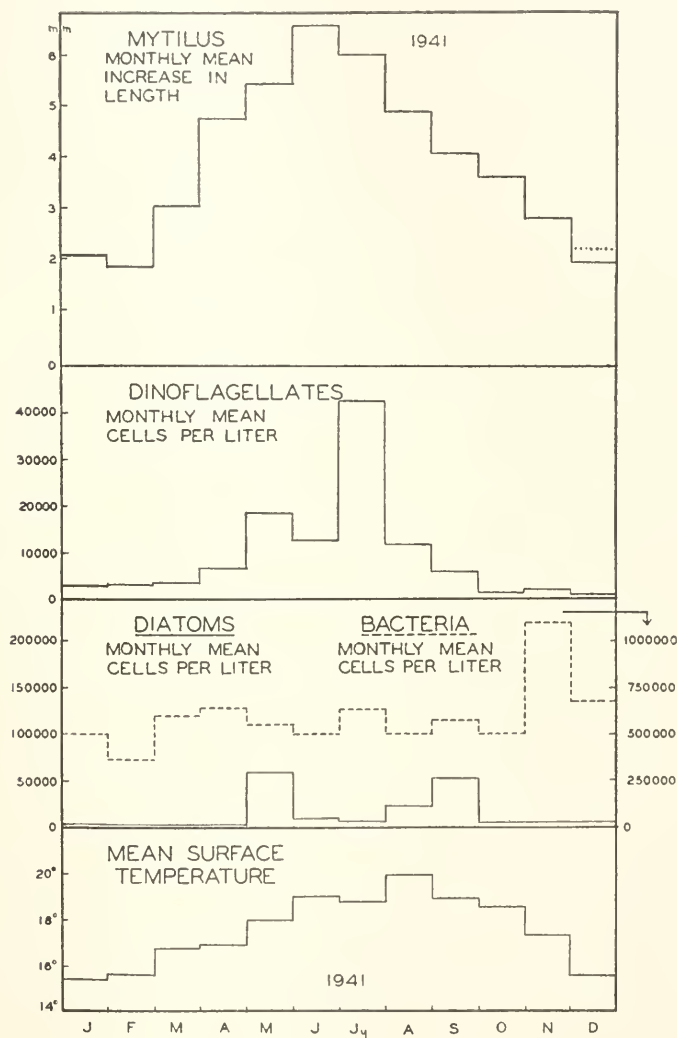 mm
MYTILUS
MONTHLY MEAN
INCREASE IN
LENGTH
1941
6
5
4
3
2
1
0
DINOFLAGELLATES
MONTHLY MEAN
CELLS PER LITER
40000
30000
20000
10000
0
DIATOMS
MONTHLY MEAN
CELLS PER LITER
BACTERIA
MONTHLY MEAN
CELLS PER LITER
200000
150000
100000
50000
0
1000000
750000
500000
250000
0
MEAN SURFACE
TEMPERATURE
20°
18°
16°
14°
1941
J F M A M J Jy A S O N D